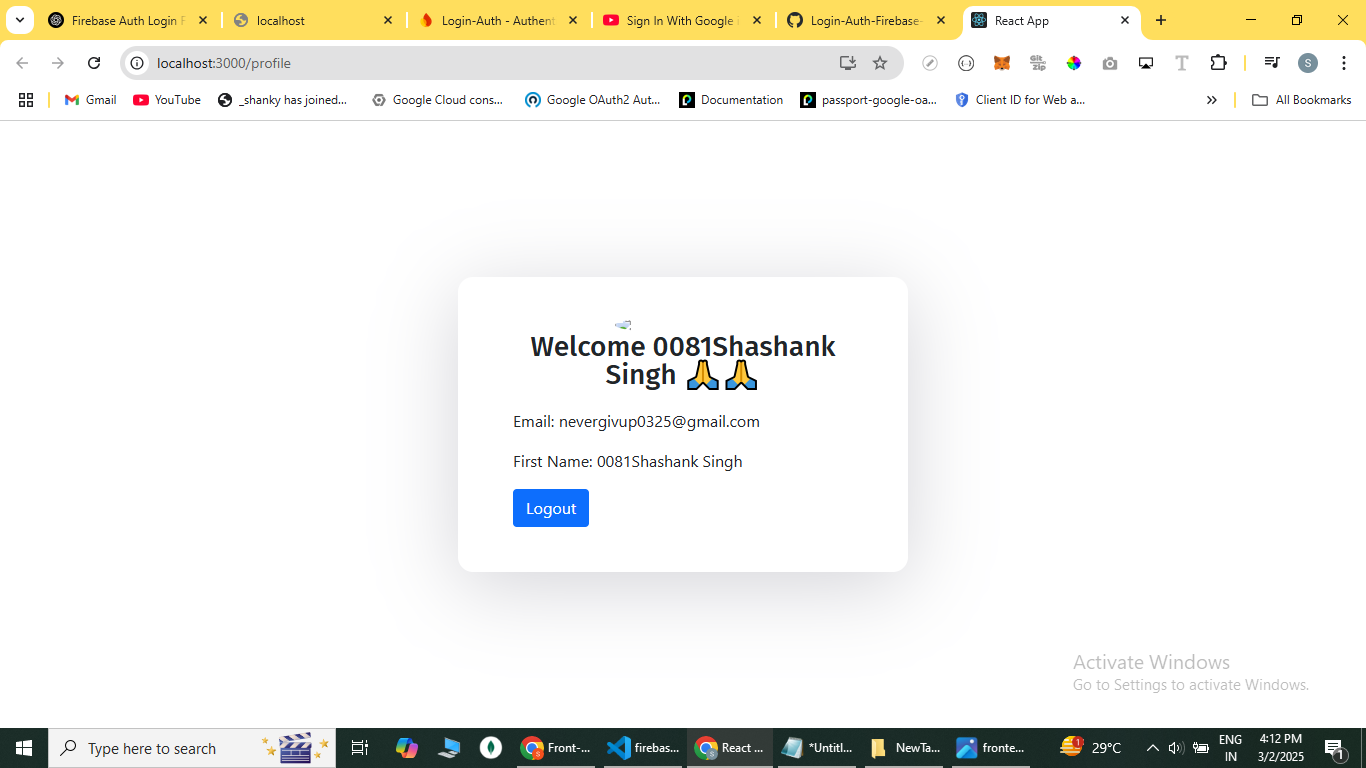 Firebase Auth Login F
localhost
Login-Auth - Authent
Sign In With Google i
Login-Auth-Firebase-
React App
localhost:3000/profile
S
Gmail
YouTube
_shanky has joined...
Google Cloud cons...
Google OAuth2 Aut...
Documentation
passport-google-oa...
Client ID for Web a...
All Bookmarks
Welcome 0081Shashank
Singh 🙏🙏
Email: nevergivup0325@gmail.com
First Name: 0081Shashank Singh
Logout
Activate Windows
Go to Settings to activate Windows.
Type here to search
Front-...
firebas...
React ...
*Untitl...
NewTa...
fronte...
1
29°C
ENG
IN
4:12 PM
3/2/2025
1